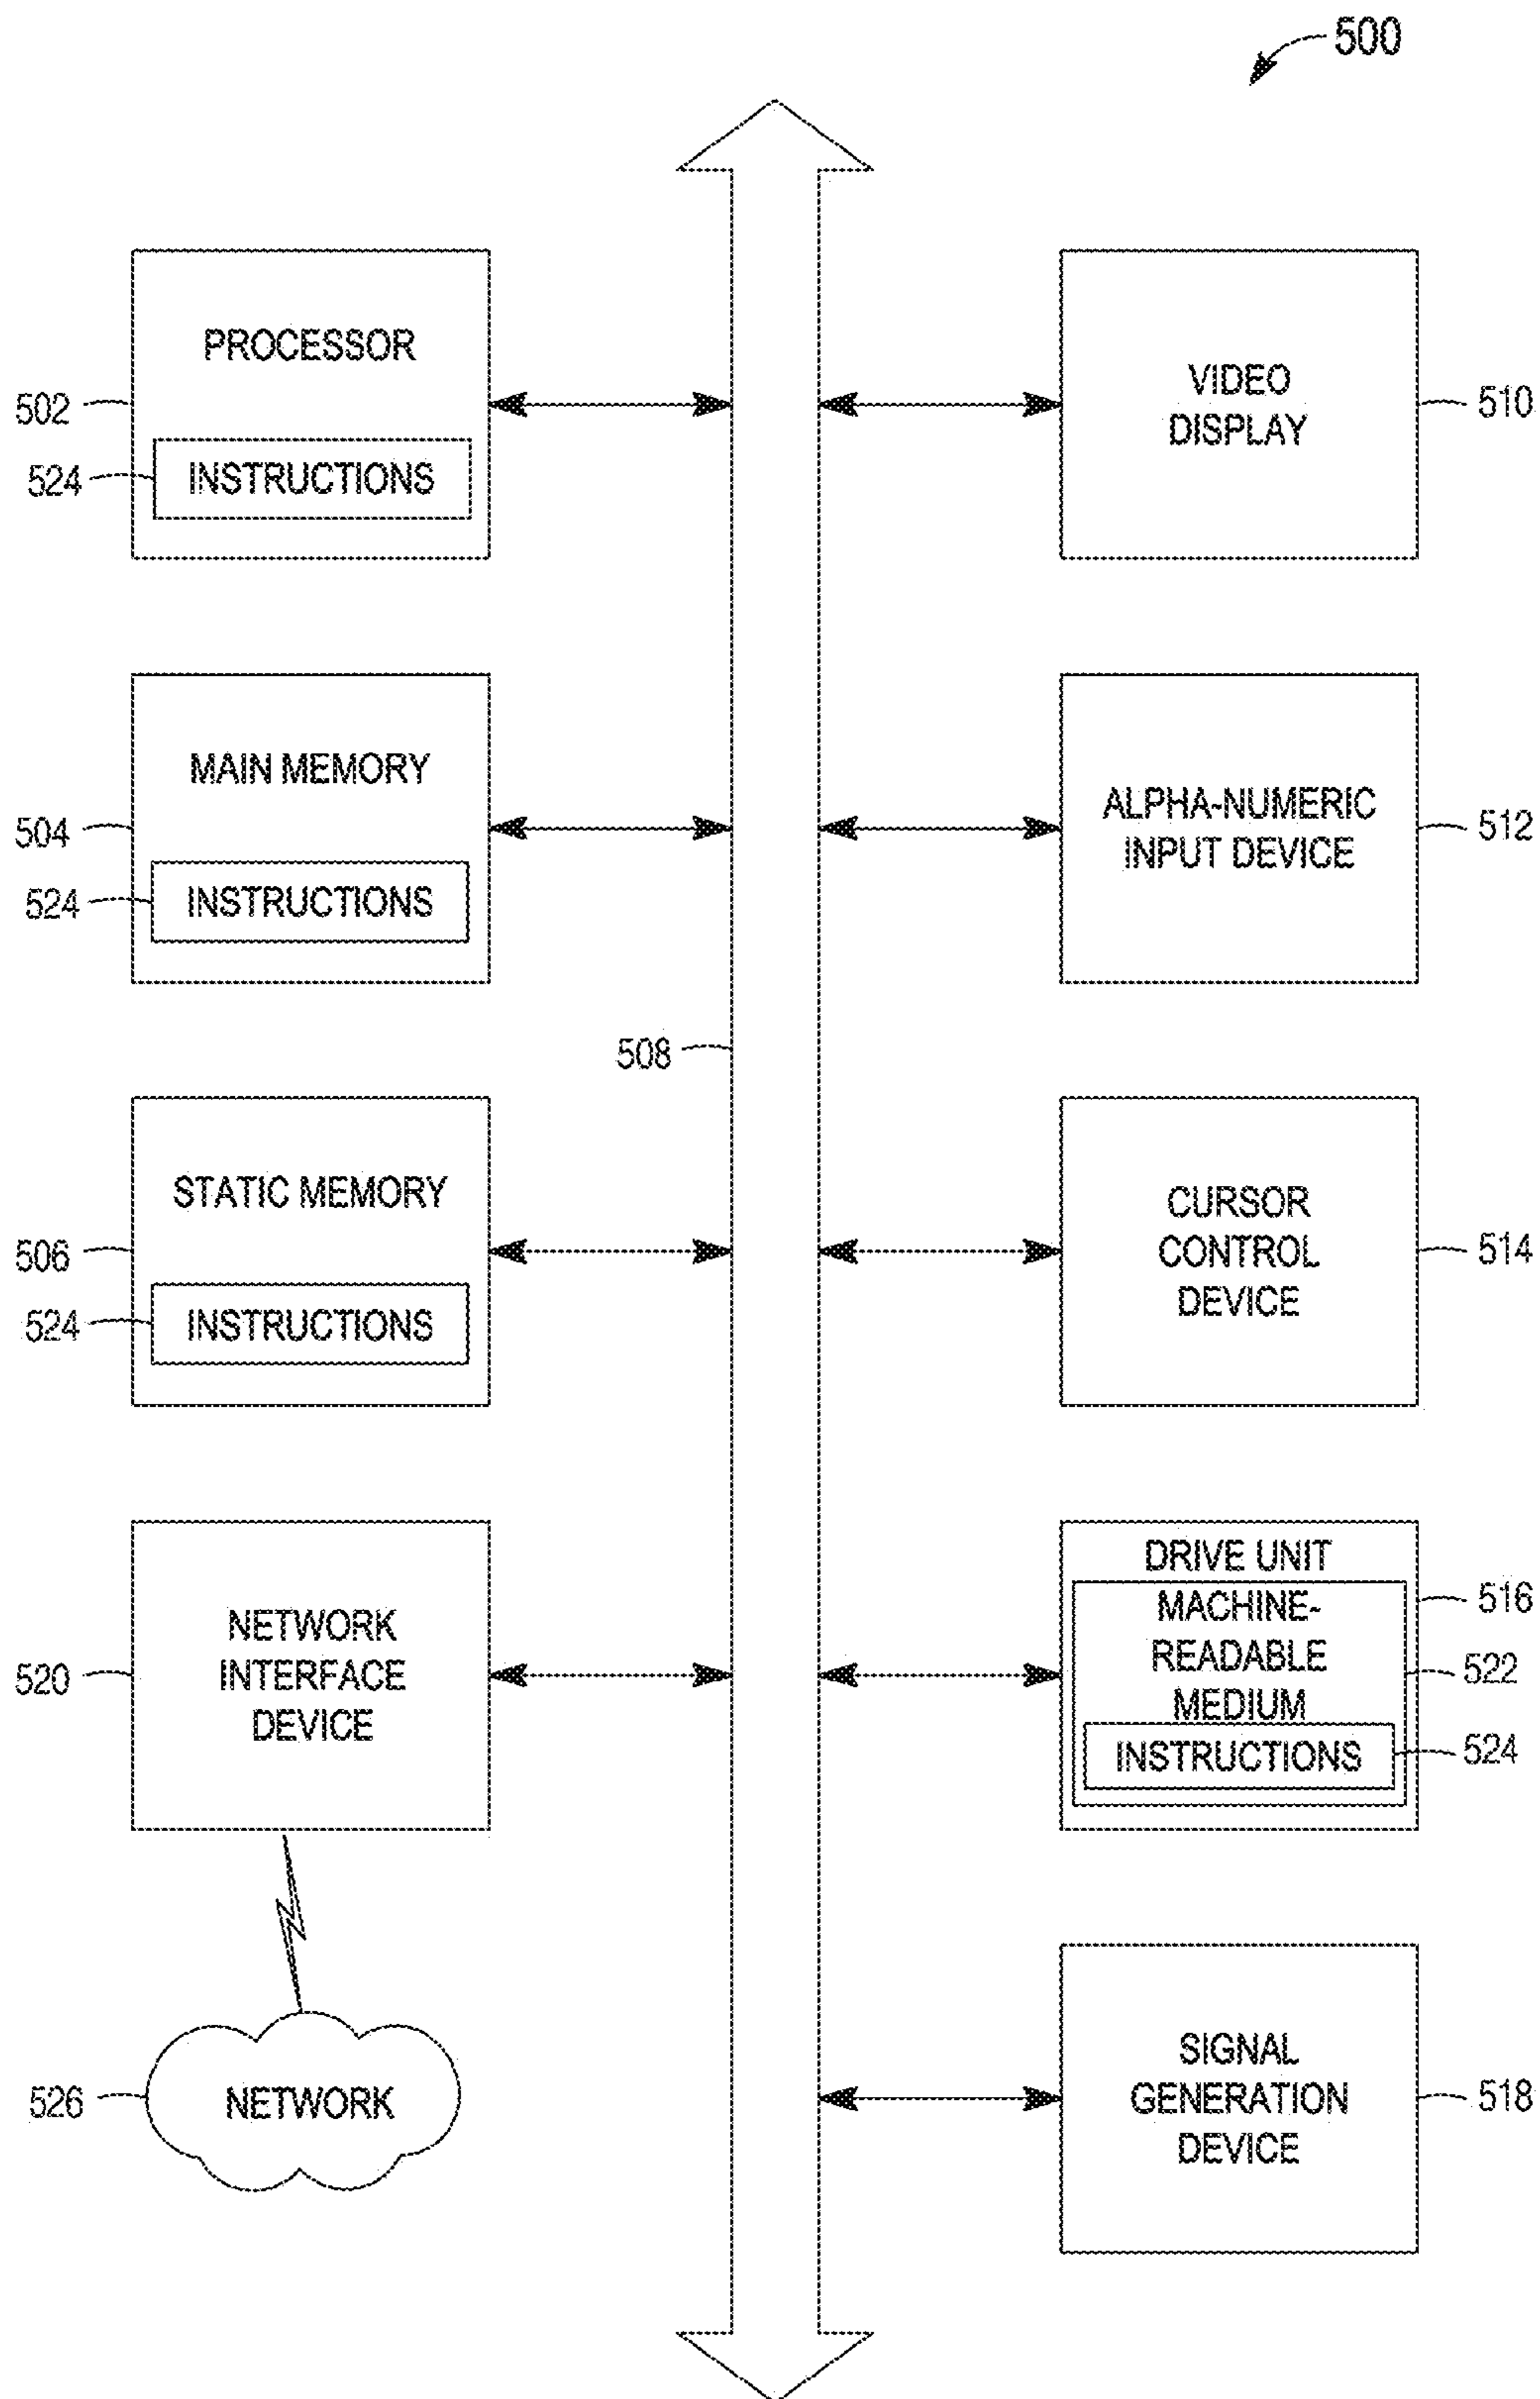 500
PROCESSOR
502
524
INSTRUCTIONS
VIDEO
DISPLAY
510
MAIN MEMORY
504
524
INSTRUCTIONS
ALPHA-NUMERIC
INPUT DEVICE
512
508
STATIC MEMORY
506
524
INSTRUCTIONS
CURSOR
CONTROL
DEVICE
514
NETWORK
INTERFACE
DEVICE
520
DRIVE UNIT
516
MACHINE-
READABLE
MEDIUM
522
INSTRUCTIONS
524
526
NETWORK
SIGNAL
GENERATION
DEVICE
518